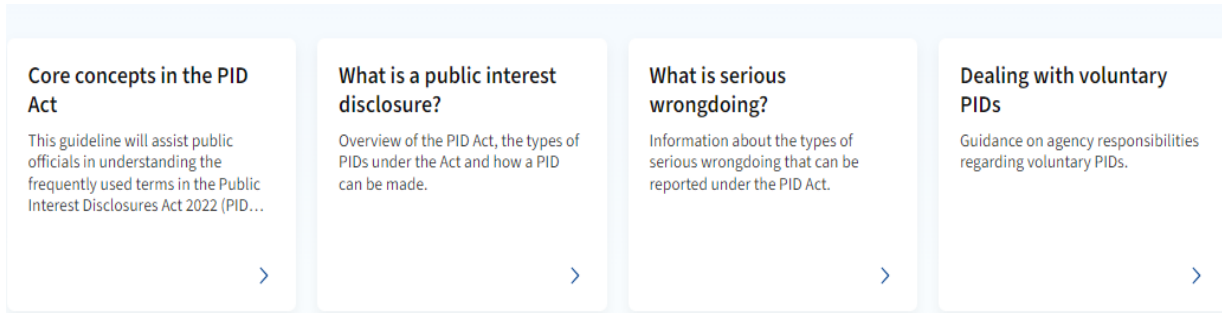 Core concepts in the PID
Act
This guideline will assist public
officials in understanding the
frequently used terms in the Public
Interest Disclosures Act 2022 (PID…
What is a public interest
disclosure?
Overview of the PID Act, the types of
PIDs under the Act and how a PID
can be made.
What is serious
wrongdoing?
Information about the types of
serious wrongdoing that can be
reported under the PID Act.
Dealing with voluntary
PIDs
Guidance on agency responsibilities
regarding voluntary PIDs.